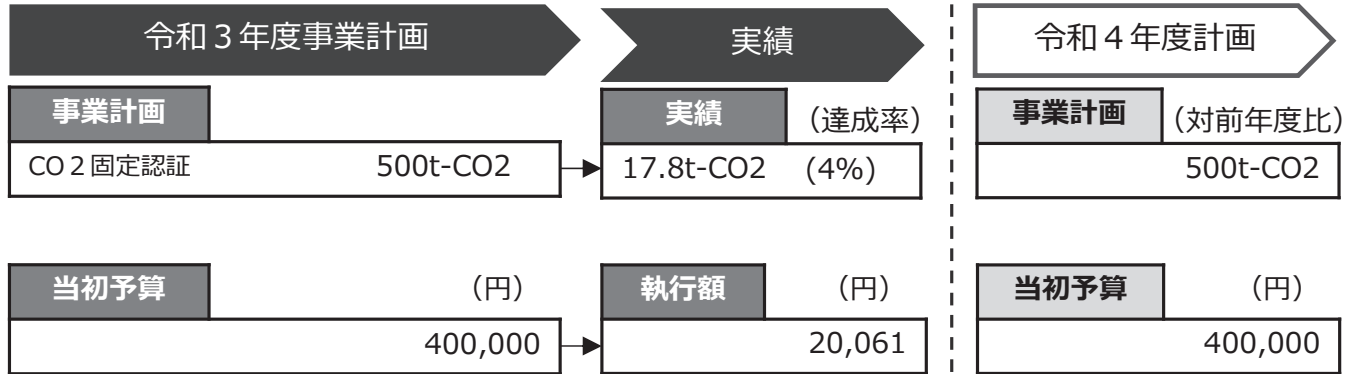 令和３年度事業計画
実績
令和４年度計画
事業計画
実績 （達成率）
事業計画 （対前年度比）
CO２固定認証 500t-CO2
17.8t-CO2 (4%)
500t-CO2
当初予算 （円）
執行額 （円）
当初予算 （円）
400,000
20,061
400,000